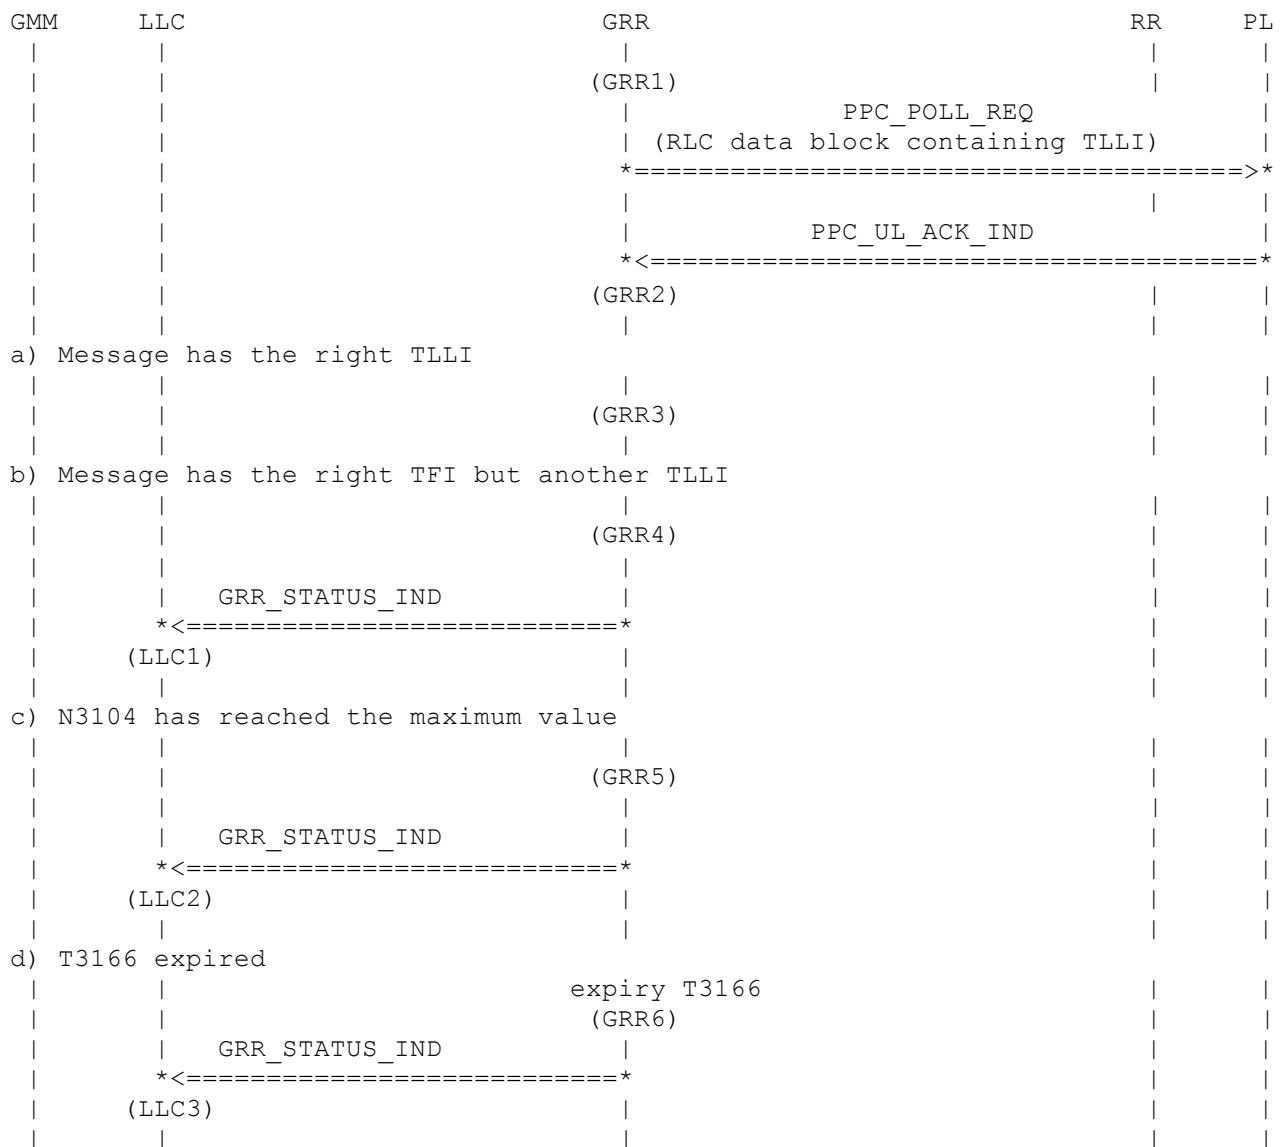 GMM LLC GRR RR PL
(GRR1)
PPC_POLL_REQ
(RLC data block containing TLLI)
*======================================>*
PPC_UL_ACK_IND
*<======================================*
(GRR2)
a) Message has the right TLLI
(GRR3)
b) Message has the right TFI but another TLLI
(GRR4)
GRR_STATUS_IND
*<===========================*
(LLC1)
c) N3104 has reached the maximum value
(GRR5)
GRR_STATUS_IND
*<===========================*
(LLC2)
d) T3166 expired
expiry T3166
(GRR6)
GRR_STATUS_IND
*<===========================*
(LLC3)